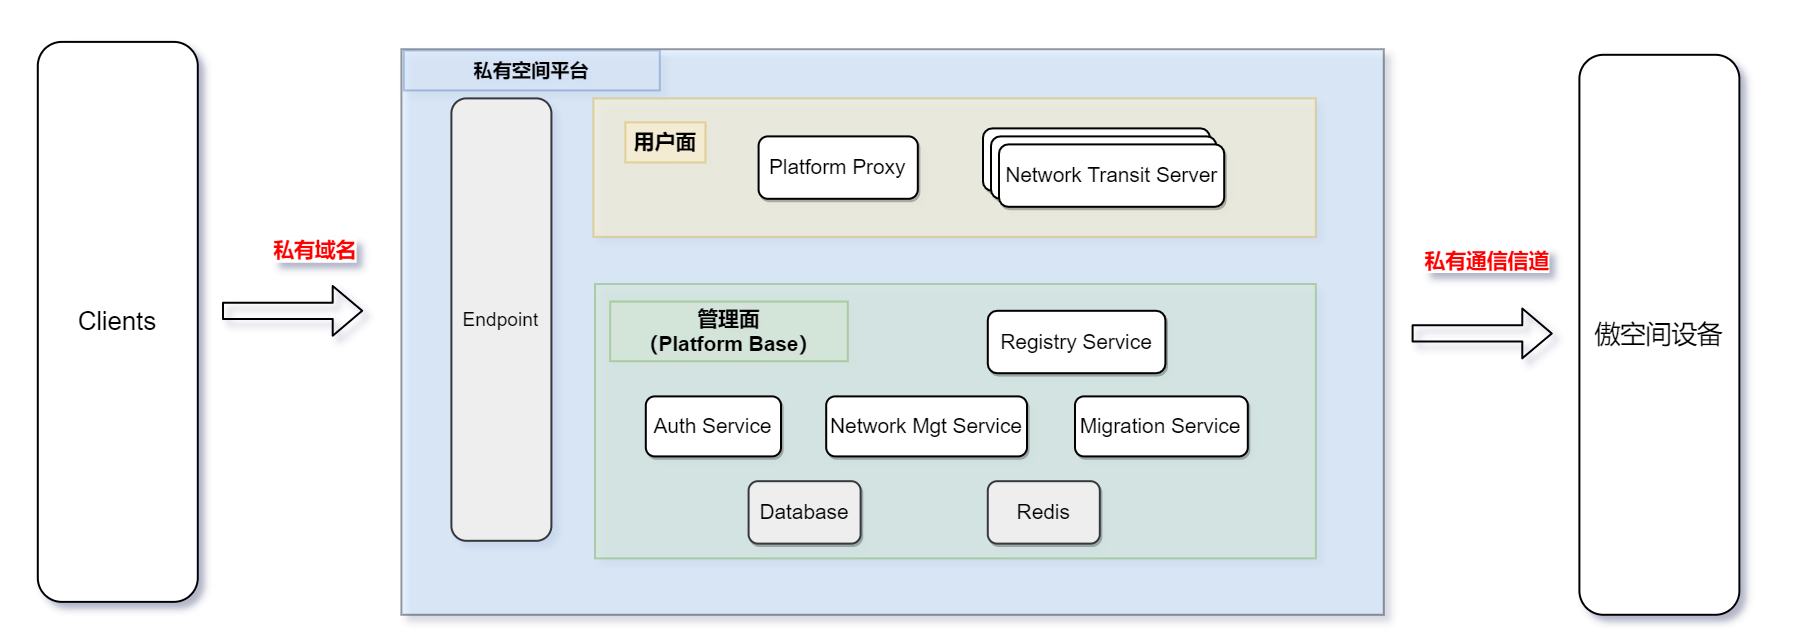 Clients
私有域名
私有空间平台
Endpoint
用户面
Platform Proxy
Network Transit Server
管理面
（Platform Base）
Registry Service
Auth Service
Network Mgt Service
Migration Service
Database
Redis
私有通信信道
傲空间设备